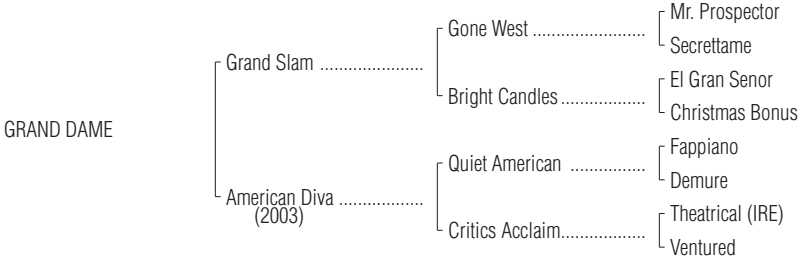 Mr. Prospector
Gone West ........................
Secrettame
Grand Slam ......................
El Gran Senor
Bright Candles ..................
Christmas Bonus
GRAND DAME
Fappiano
Quiet American ................
Demure
American Diva ..................
(2003)
Theatrical (IRE)
Critics Acclaim..................
Ventured